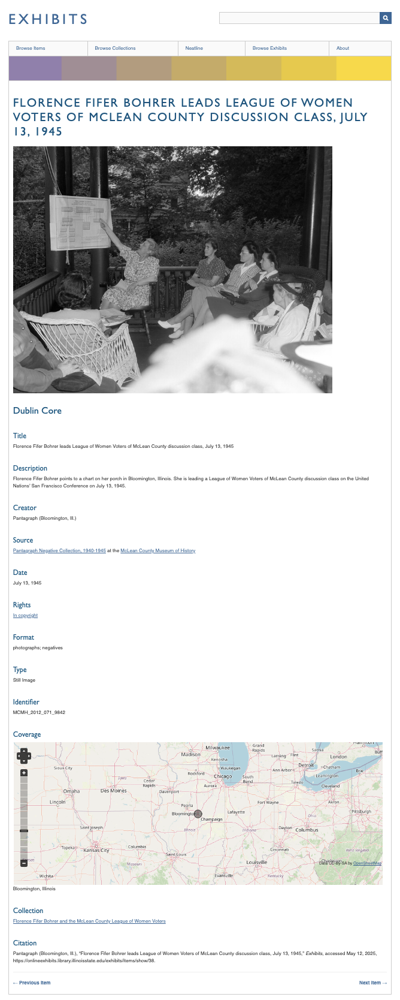 EXHIBITS
Browse Items
Browse Collections
Neatline
Browse Exhibits
About
FLORENCE FIFER BOHRER LEADS LEAGUE OF WOMEN
VOTERS OF MCLEAN COUNTY DISCUSSION CLASS, JULY
13, 1945
Dublin Core
Title
Florence Fifer Bohrer leads League of Women Voters of McLean County discussion class, July 13, 1945
Description
Florence Fifer Bohrer points to a chart on her porch in Bloomington, Illinois. She is leading a League of Women Voters of McLean County discussion class on the United
Nations' San Francisco Conference on July 13, 1945.
Creator
Pantagraph (Bloomington, Ill.)
Source
Pantagraph Negative Collection, 1940-1945 at the McLean County Museum of History
Date
July 13, 1945
Rights
In copyright
Format
photographs; negatives
Type
Still Image
Identifier
MCMH_2012_071_9842
Coverage
Hamilton
Milwaukee
Grand
Rapids
Sarnia
Buff
Madison
Kenosha
Lansing
Flint
London
Sioux City
Rockford
Waukegan
Chicago
Ann Arbor
Detroit
Chatham
Erie
Iowa
Cedar
Rapids
Aurora
South
Bend
Toledo
Leamington
Cleveland
Omaha
Des Moines
Davenport
Lincoln
Peoria
Fort Wayne
Akron
Bloomington
Lafayette
Pittsburgh
Champaign
Ohio
Saint Joseph
Illinois
Indiana
Dayton
Columbus
Topeka
Kansas City
Columbia
Cincinnati
West Virginia
Saint Louis
Kansas
Missouri
Louisville
Charleston
Data CC-By-SA by OpenStreetMap
Wichita
Evansville
Kentucky
Bloomington, Illinois
Collection
Florence Fifer Bohrer and the McLean County League of Women Voters
Citation
Pantagraph (Bloomington, Ill.), “Florence Fifer Bohrer leads League of Women Voters of McLean County discussion class, July 13, 1945,” Exhibits, accessed May 12, 2025,
https://onlineexhibits.library.illinoisstate.edu/exhibits/items/show/38.
← Previous Item
Next Item →